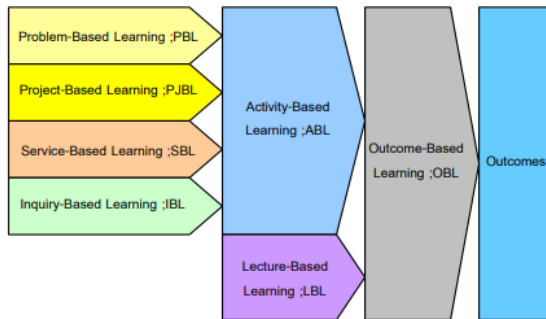 Problem-Based Learning ;PBL
Project-Based Learning ;PJBL
Service-Based Learning ;SBL
Inquiry-Based Learning ;IBL
Activity-Based
Learning ;ABL
Lecture-Based
Learning ;LBL
Outcome-Based
Learning ;OBL
Outcomes